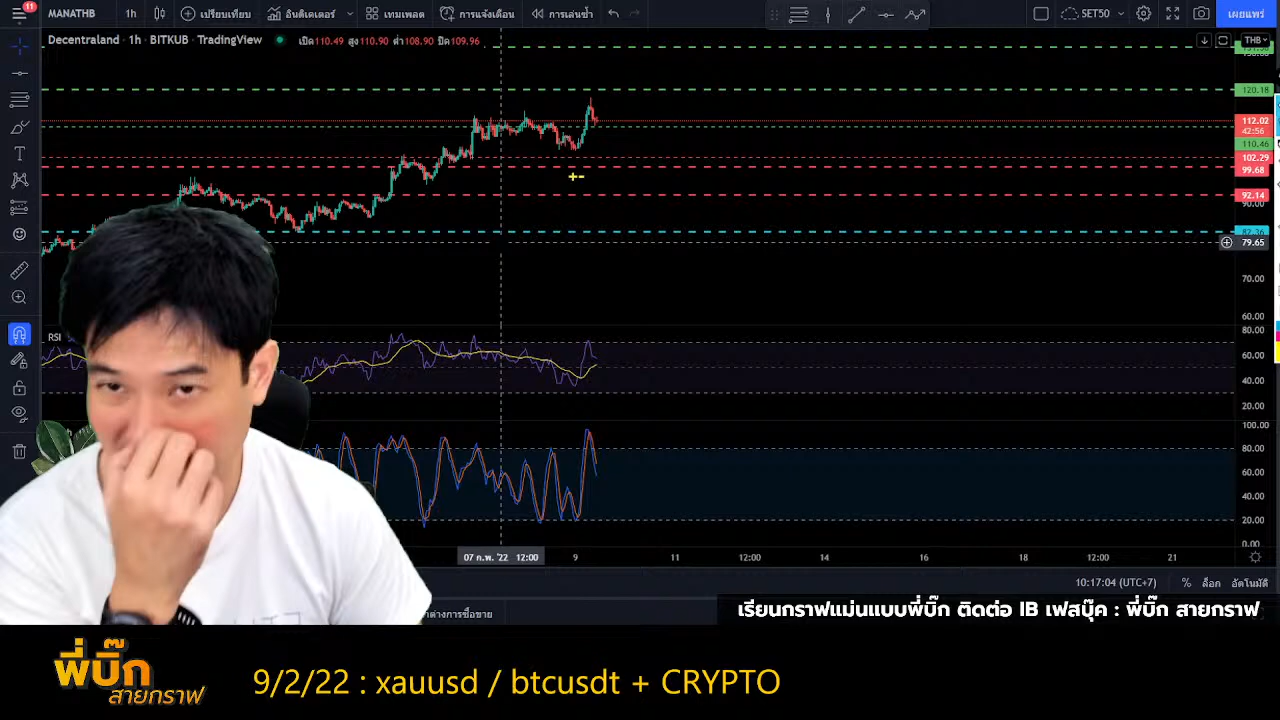 11
MANATHB
1h
เปรียบเทียบ
อินดิเคเตอร์
เทมเพลต
การแจ้งเตือน
การเล่นซ้ำ
SET50
เผยแพร่
Decentraland · 1h · BITKUB · TradingView
เปิด110.49 สูง110.90 ต่ำ108.90 ปิด109.96
THB
120.18
112.02
42:56
110.46
102.29
99.68
92.14
90.00
82.36
79.65
70.00
60.00
RSI
80.00
60.00
40.00
20.00
100.00
80.00
60.00
40.00
20.00
0.00
07 ก.พ. '22 12:00
9
11
12:00
14
16
18
12:00
21
10:17:04 (UTC+7)
%
ล็อก
อัตโนมัติ
เรียนกราฟแม่นแบบพี่บิ๊ก ติดต่อ IB เฟสบุ๊ค : พี่บิ๊ก สายกราฟ
พี่บิ๊ก
สายกราฟ
9/2/22 : xauusd / btcusdt + CRYPTO